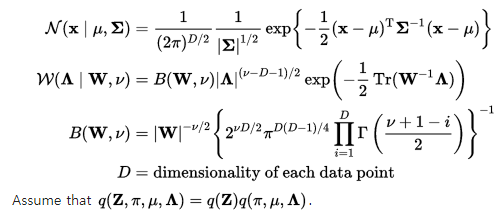 $\mathcal{N}(\mathbf{x} \mid \mu, \mathbf{\Sigma}) = \frac{1}{(2\pi)^{D/2}} \frac{1}{|\mathbf{\Sigma}|^{1/2}} \exp\left\{-\frac{1}{2}(\mathbf{x} - \mu)^{\mathrm{T}} \mathbf{\Sigma}^{-1} (\mathbf{x} - \mu)\right\}$
$\mathcal{W}(\mathbf{\Lambda} \mid \mathbf{W}, \nu) = B(\mathbf{W}, \nu) |\mathbf{\Lambda}|^{(\nu - D - 1)/2} \exp\left(-\frac{1}{2} \operatorname{Tr}(\mathbf{W}^{-1} \mathbf{\Lambda})\right)$
$B(\mathbf{W}, \nu) = |\mathbf{W}|^{-\nu/2} \left\{2^{\nu D/2} \pi^{D(D-1)/4} \prod_{i=1}^{D} \Gamma\left(\frac{\nu + 1 - i}{2}\right)\right\}^{-1}$
$D$ = dimensionality of each data point
Assume that $q(\mathbf{Z}, \pi, \mu, \mathbf{\Lambda}) = q(\mathbf{Z}) q(\pi, \mu, \mathbf{\Lambda})$.